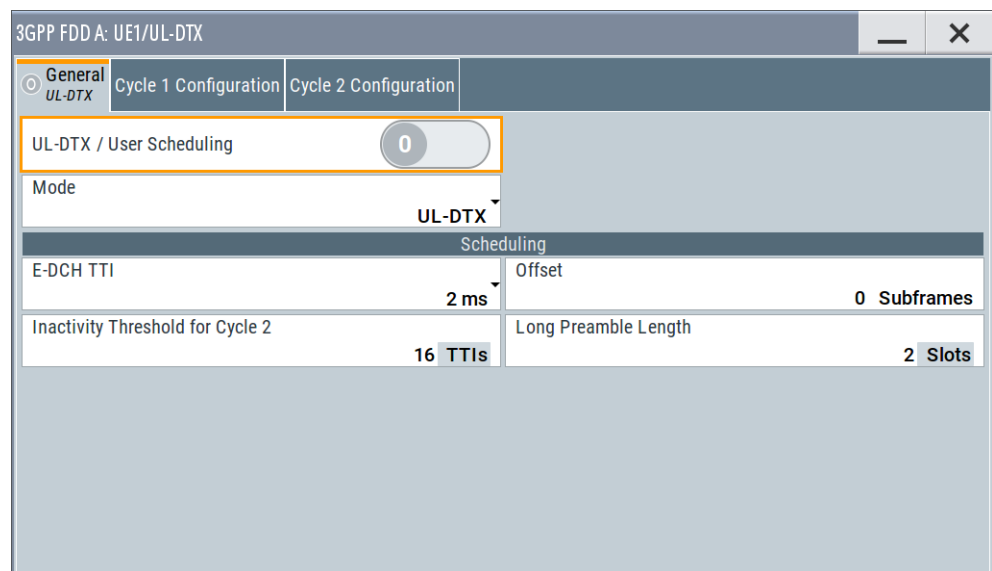 3GPP FDD A: UE1/UL-DTX
0 General
UL-DTX
Cycle 1 Configuration
Cycle 2 Configuration
UL-DTX / User Scheduling 0
Mode
UL-DTX
Scheduling
E-DCH TTI
2 ms
Offset
0 Subframes
Inactivity Threshold for Cycle 2
16 TTIs
Long Preamble Length
2 Slots